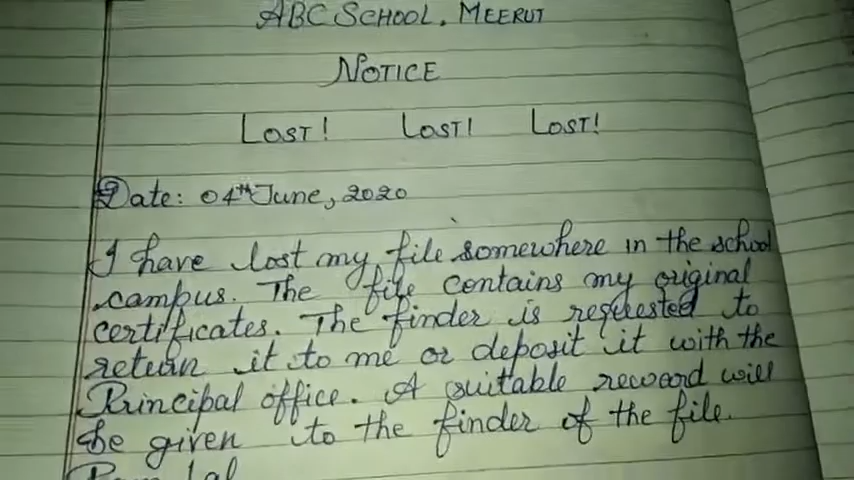 ABC SCHOOL, MEERUT
NOTICE
LOST! LOST! LOST!
Date: 04th June, 2020
I have lost my file somewhere in the school
campus. The file contains my original
certificates. The finder is requested to
return it to me or deposit it with the
Principal office. A suitable reward will
be given to the finder of the file.